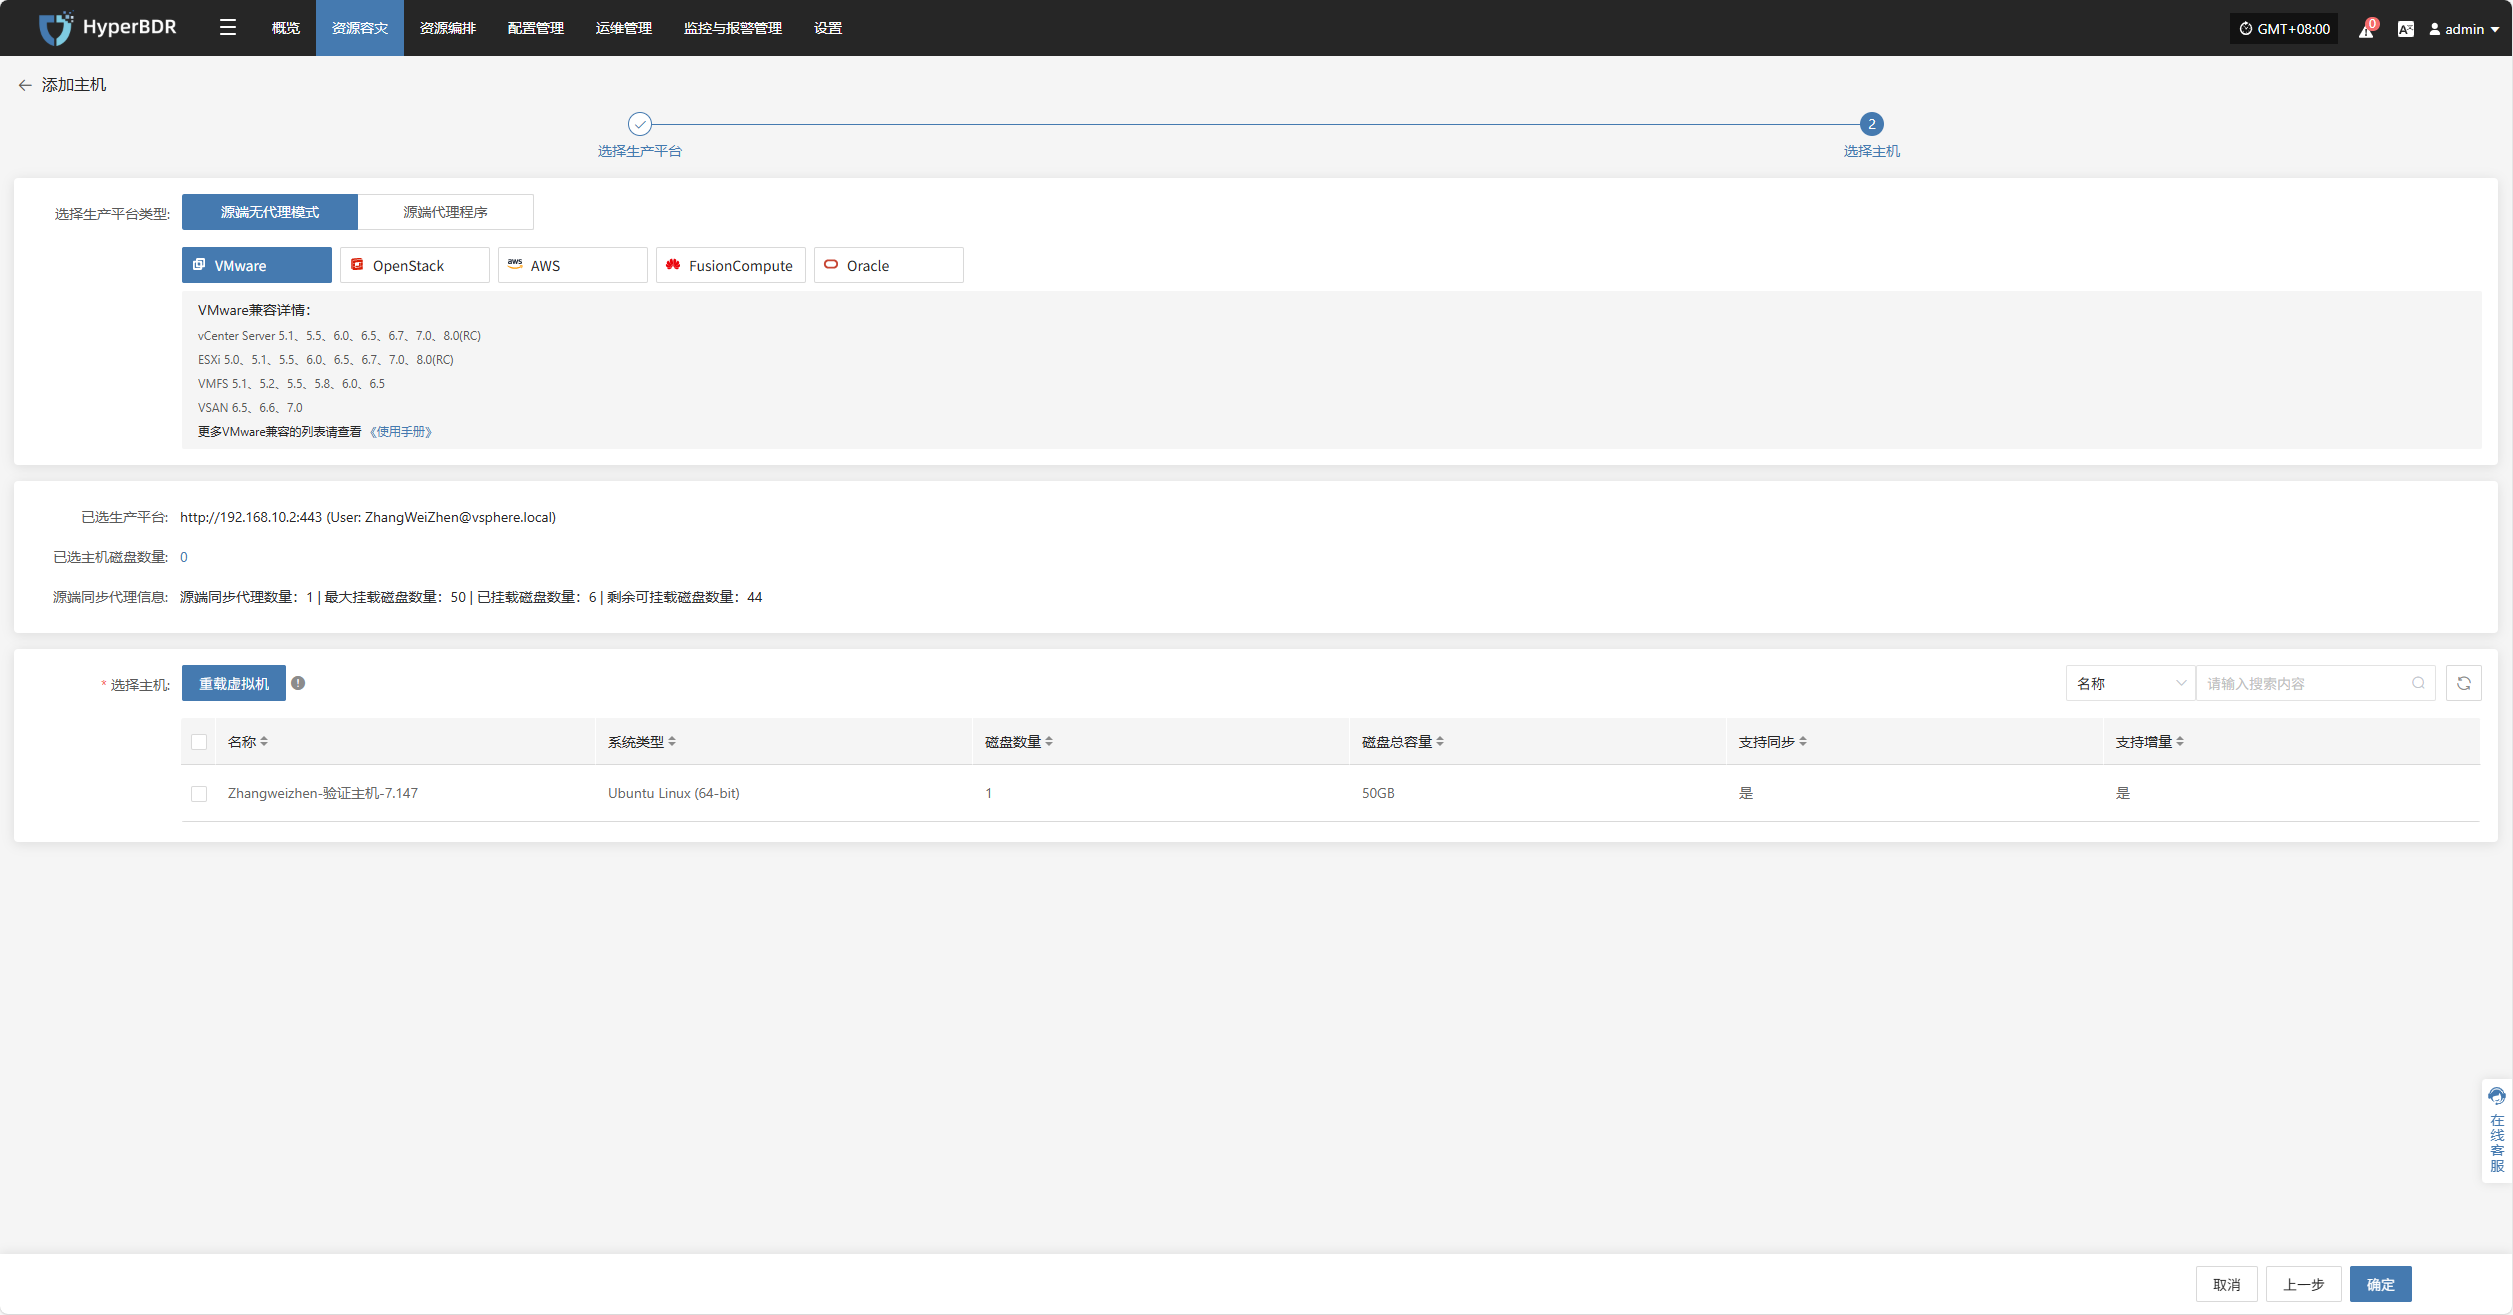 HyperBDR 概览 资源容灾 资源编排 配置管理 运维管理 监控与报警管理 设置 GMT+08:00 0 admin
添加主机
2
选择生产平台 选择主机
选择生产平台类型: 源端无代理模式 源端代理程序
VMware OpenStack aws AWS FusionCompute Oracle
VMware兼容详情：
vCenter Server 5.1、5.5、6.0、6.5、6.7、7.0、8.0(RC)
ESXi 5.0、5.1、5.5、6.0、6.5、6.7、7.0、8.0(RC)
VMFS 5.1、5.2、5.5、5.8、6.0、6.5
VSAN 6.5、6.6、7.0
更多VMware兼容的列表请查看 《使用手册》
已选生产平台: http://192.168.10.2:443 (User: ZhangWeiZhen@vsphere.local)
已选主机磁盘数量: 0
源端同步代理信息: 源端同步代理数量：1 | 最大挂载磁盘数量：50 | 已挂载磁盘数量：6 | 剩余可挂载磁盘数量：44
* 选择主机: 重载虚拟机 名称 请输入搜索内容
名称 系统类型 磁盘数量 磁盘总容量 支持同步 支持增量
Zhangweizhen-验证主机-7.147 Ubuntu Linux (64-bit) 1 50GB 是 是
在线客服
取消 上一步 确定